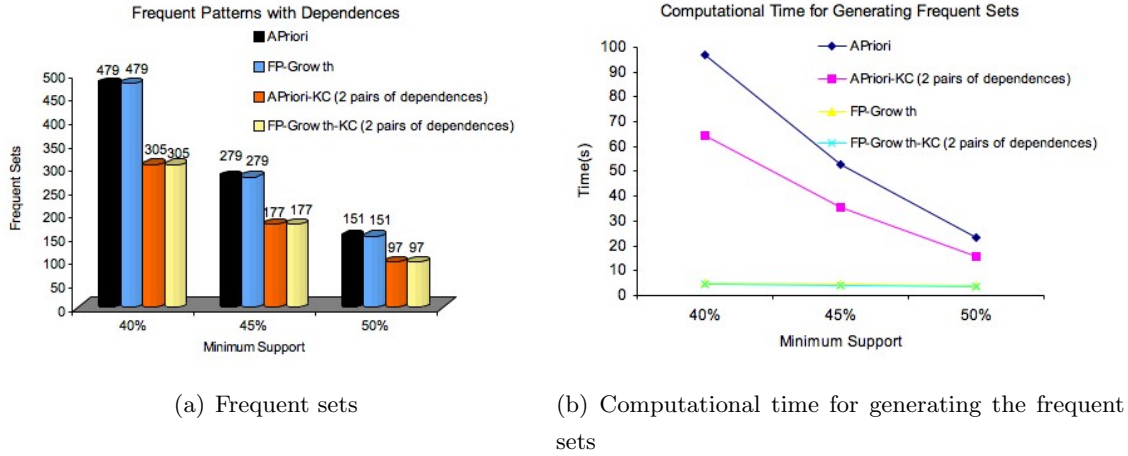 Frequent Patterns with Dependences
APriori
FP-Growth
APriori-KC (2 pairs of dependences)
FP-Growth-KC (2 pairs of dependences)
Frequent Sets
500
450
400
350
300
250
200
150
100
50
0
479 479
305 305
279 279
177 177
151 151
97 97
40% 45% 50%
Minimum Support
(a) Frequent sets
Computational Time for Generating Frequent Sets
APriori
APriori-KC (2 pairs of dependences)
FP-Growth
FP-Growth-KC (2 pairs of dependences)
Time(s)
100
90
80
70
60
50
40
30
20
10
0
40% 45% 50%
Minimum Support
(b) Computational time for generating the frequent
sets